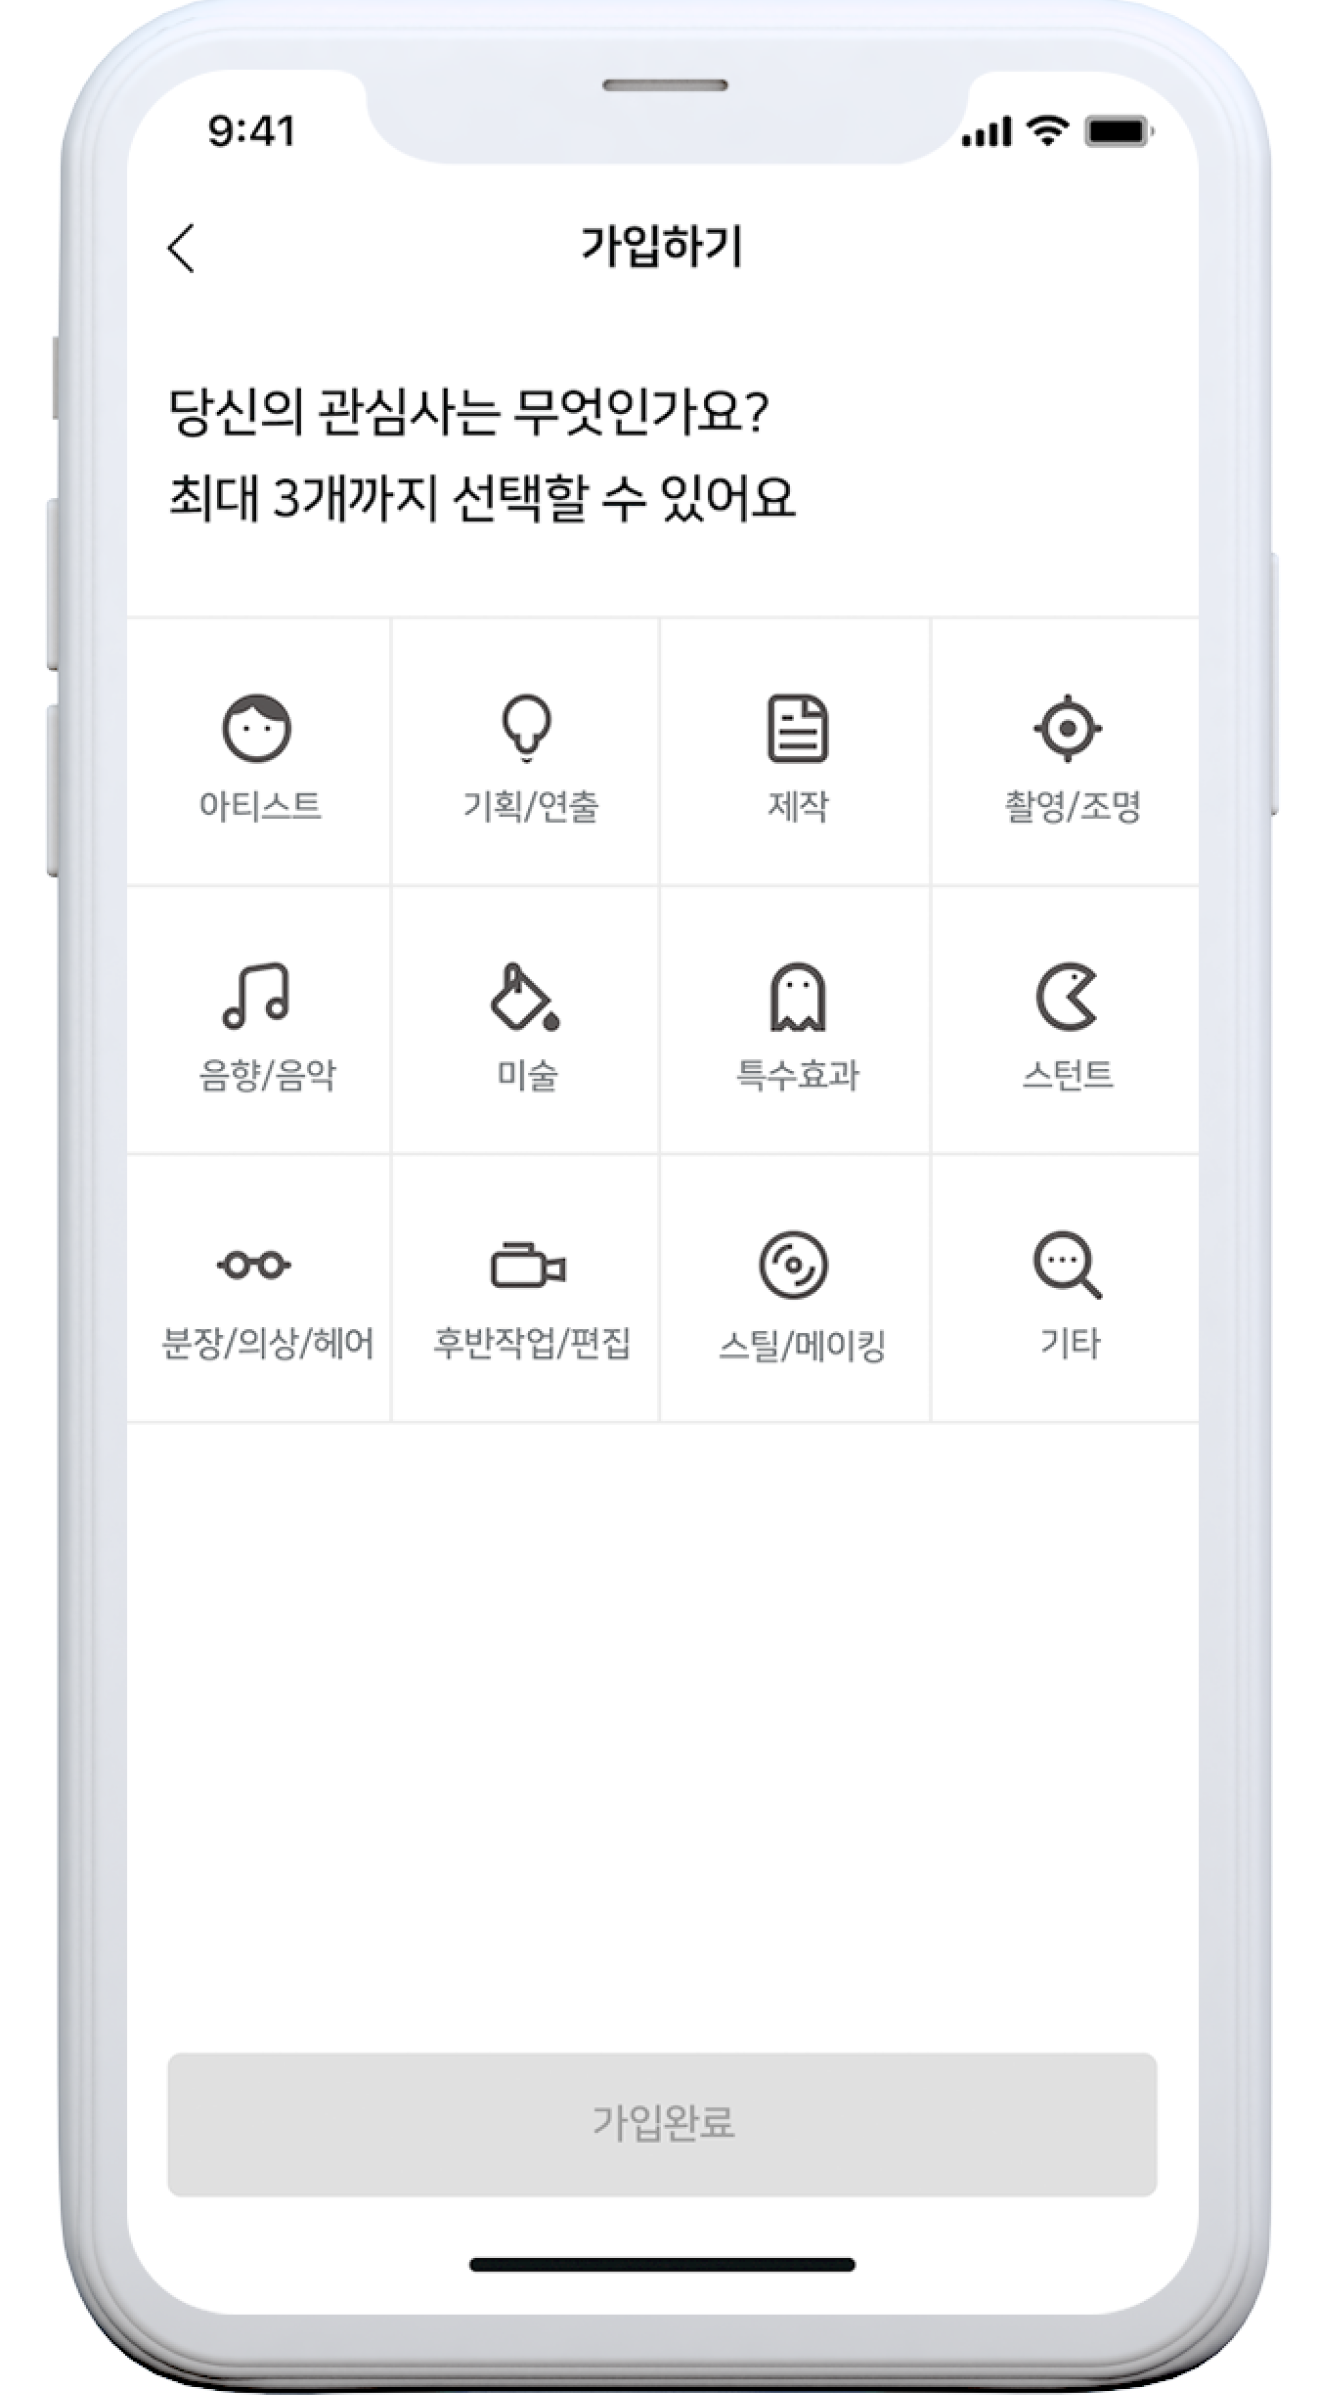 9:41
가입하기
당신의 관심사는 무엇인가요?
최대 3개까지 선택할 수 있어요
아티스트
기획/연출
제작
촬영/조명
음향/음악
미술
특수효과
스턴트
분장/의상/헤어
후반작업/편집
스틸/메이킹
기타
가입완료